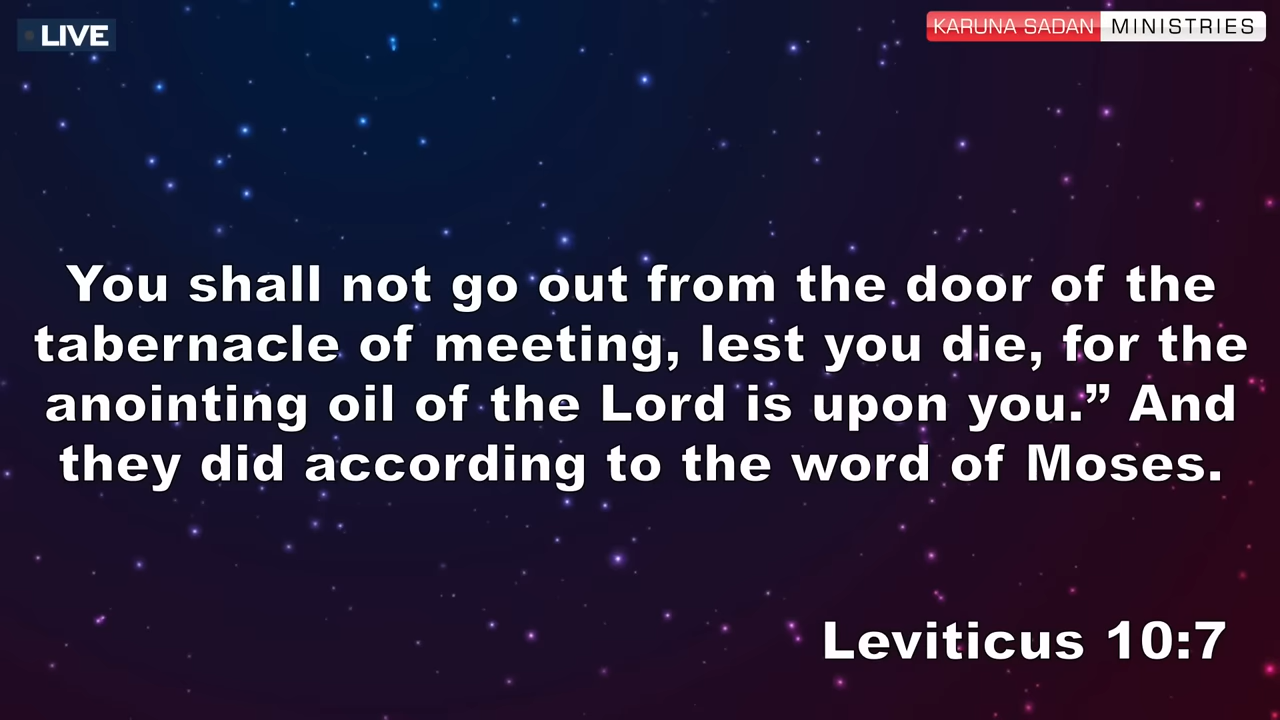 LIVE
KARUNA SADAN MINISTRIES
You shall not go out from the door of the
tabernacle of meeting, lest you die, for the
anointing oil of the Lord is upon you.” And
they did according to the word of Moses.
Leviticus 10:7